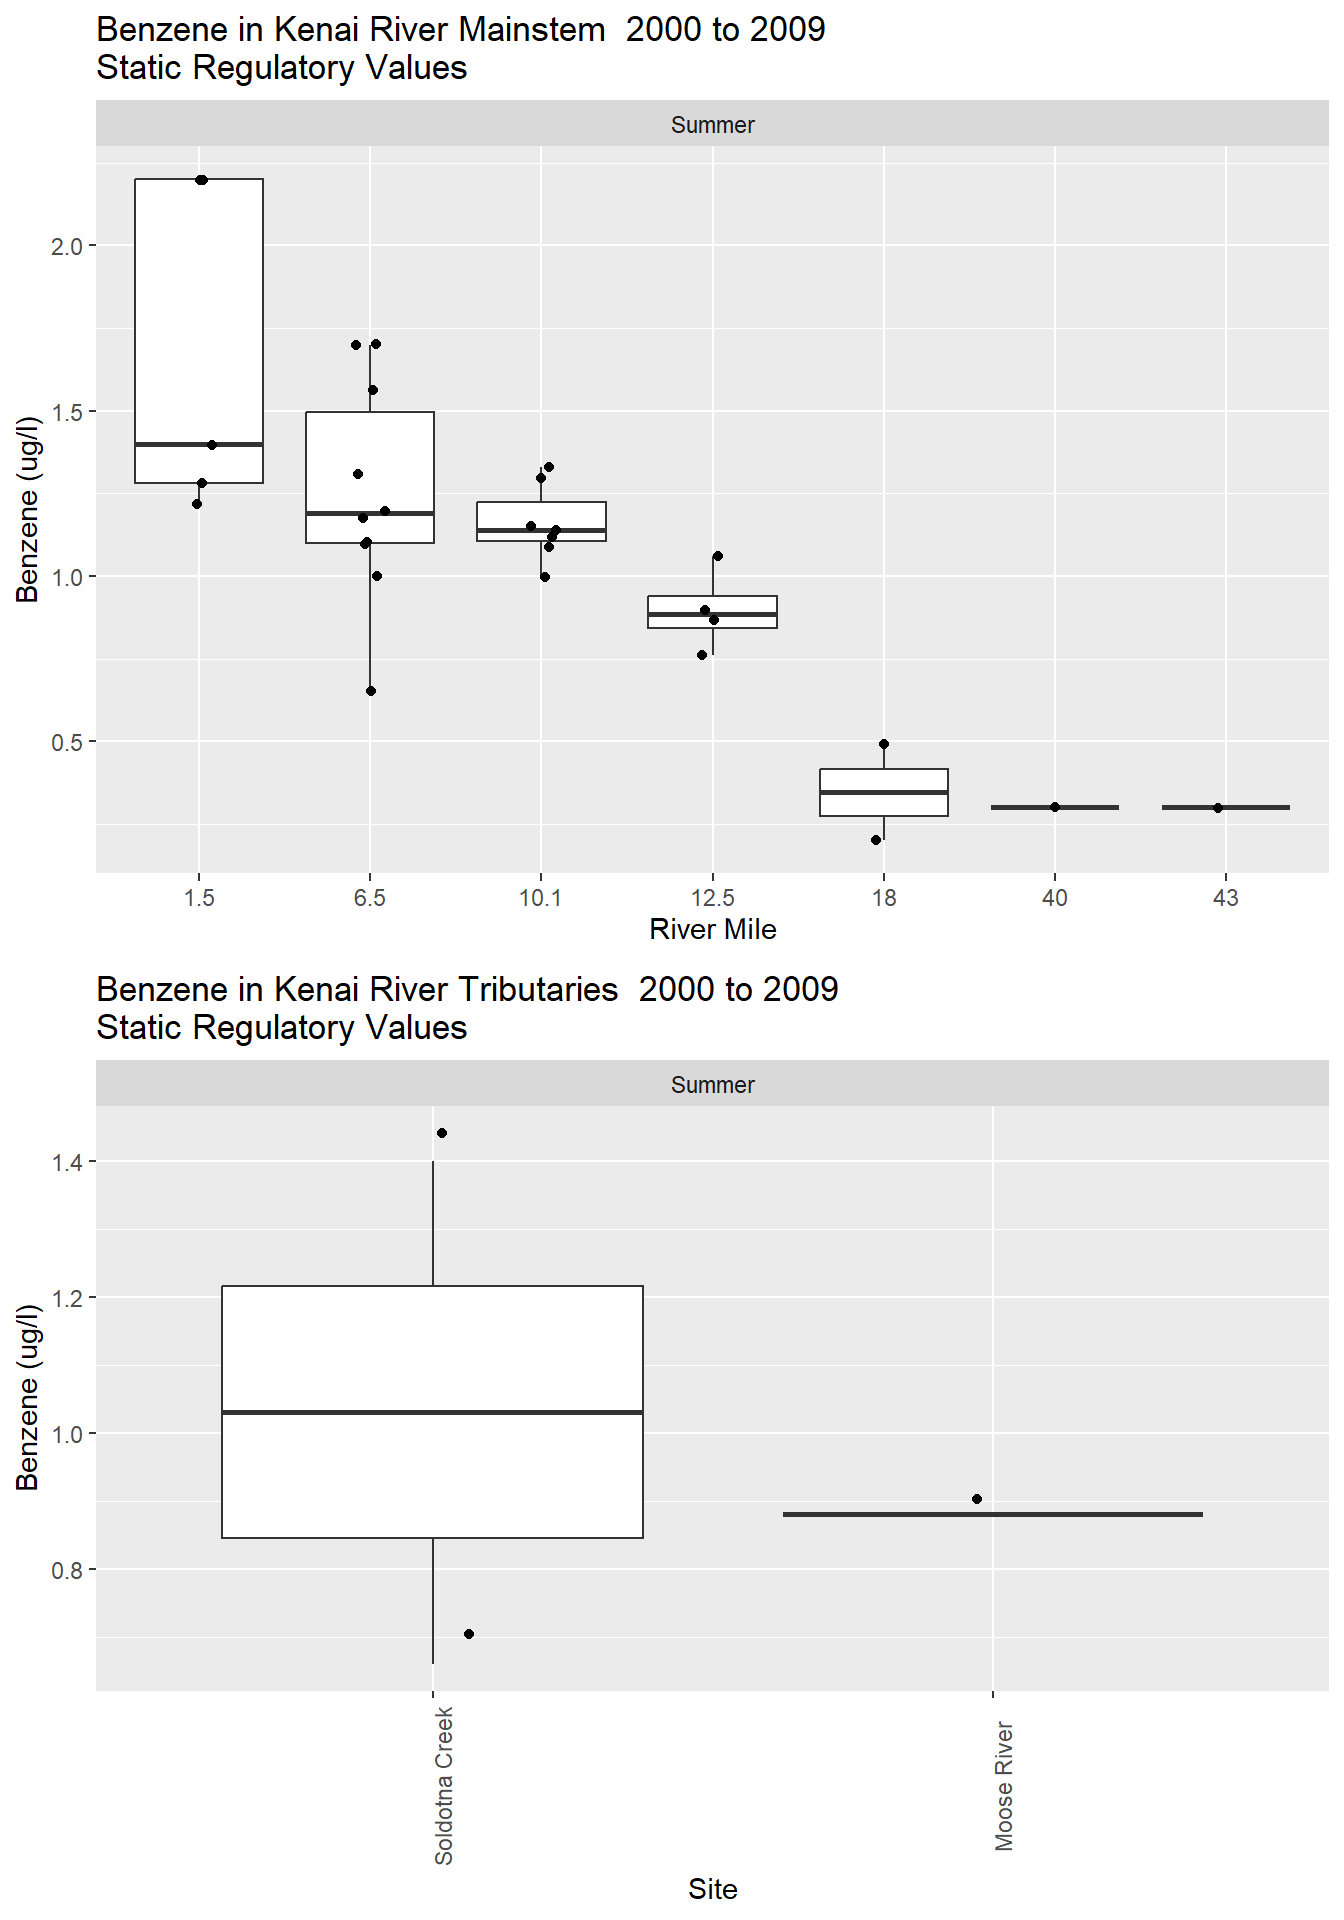 Benzene in Kenai River Mainstem  2000 to 2009
Static Regulatory Values
Summer
2.0
1.5
1.0
0.5
Benzene (ug/l)
1.5 6.5 10.1 12.5 18 40 43
River Mile
Benzene in Kenai River Tributaries  2000 to 2009
Static Regulatory Values
Summer
1.4
1.2
1.0
0.8
Benzene (ug/l)
Soldotna Creek
Moose River
Site